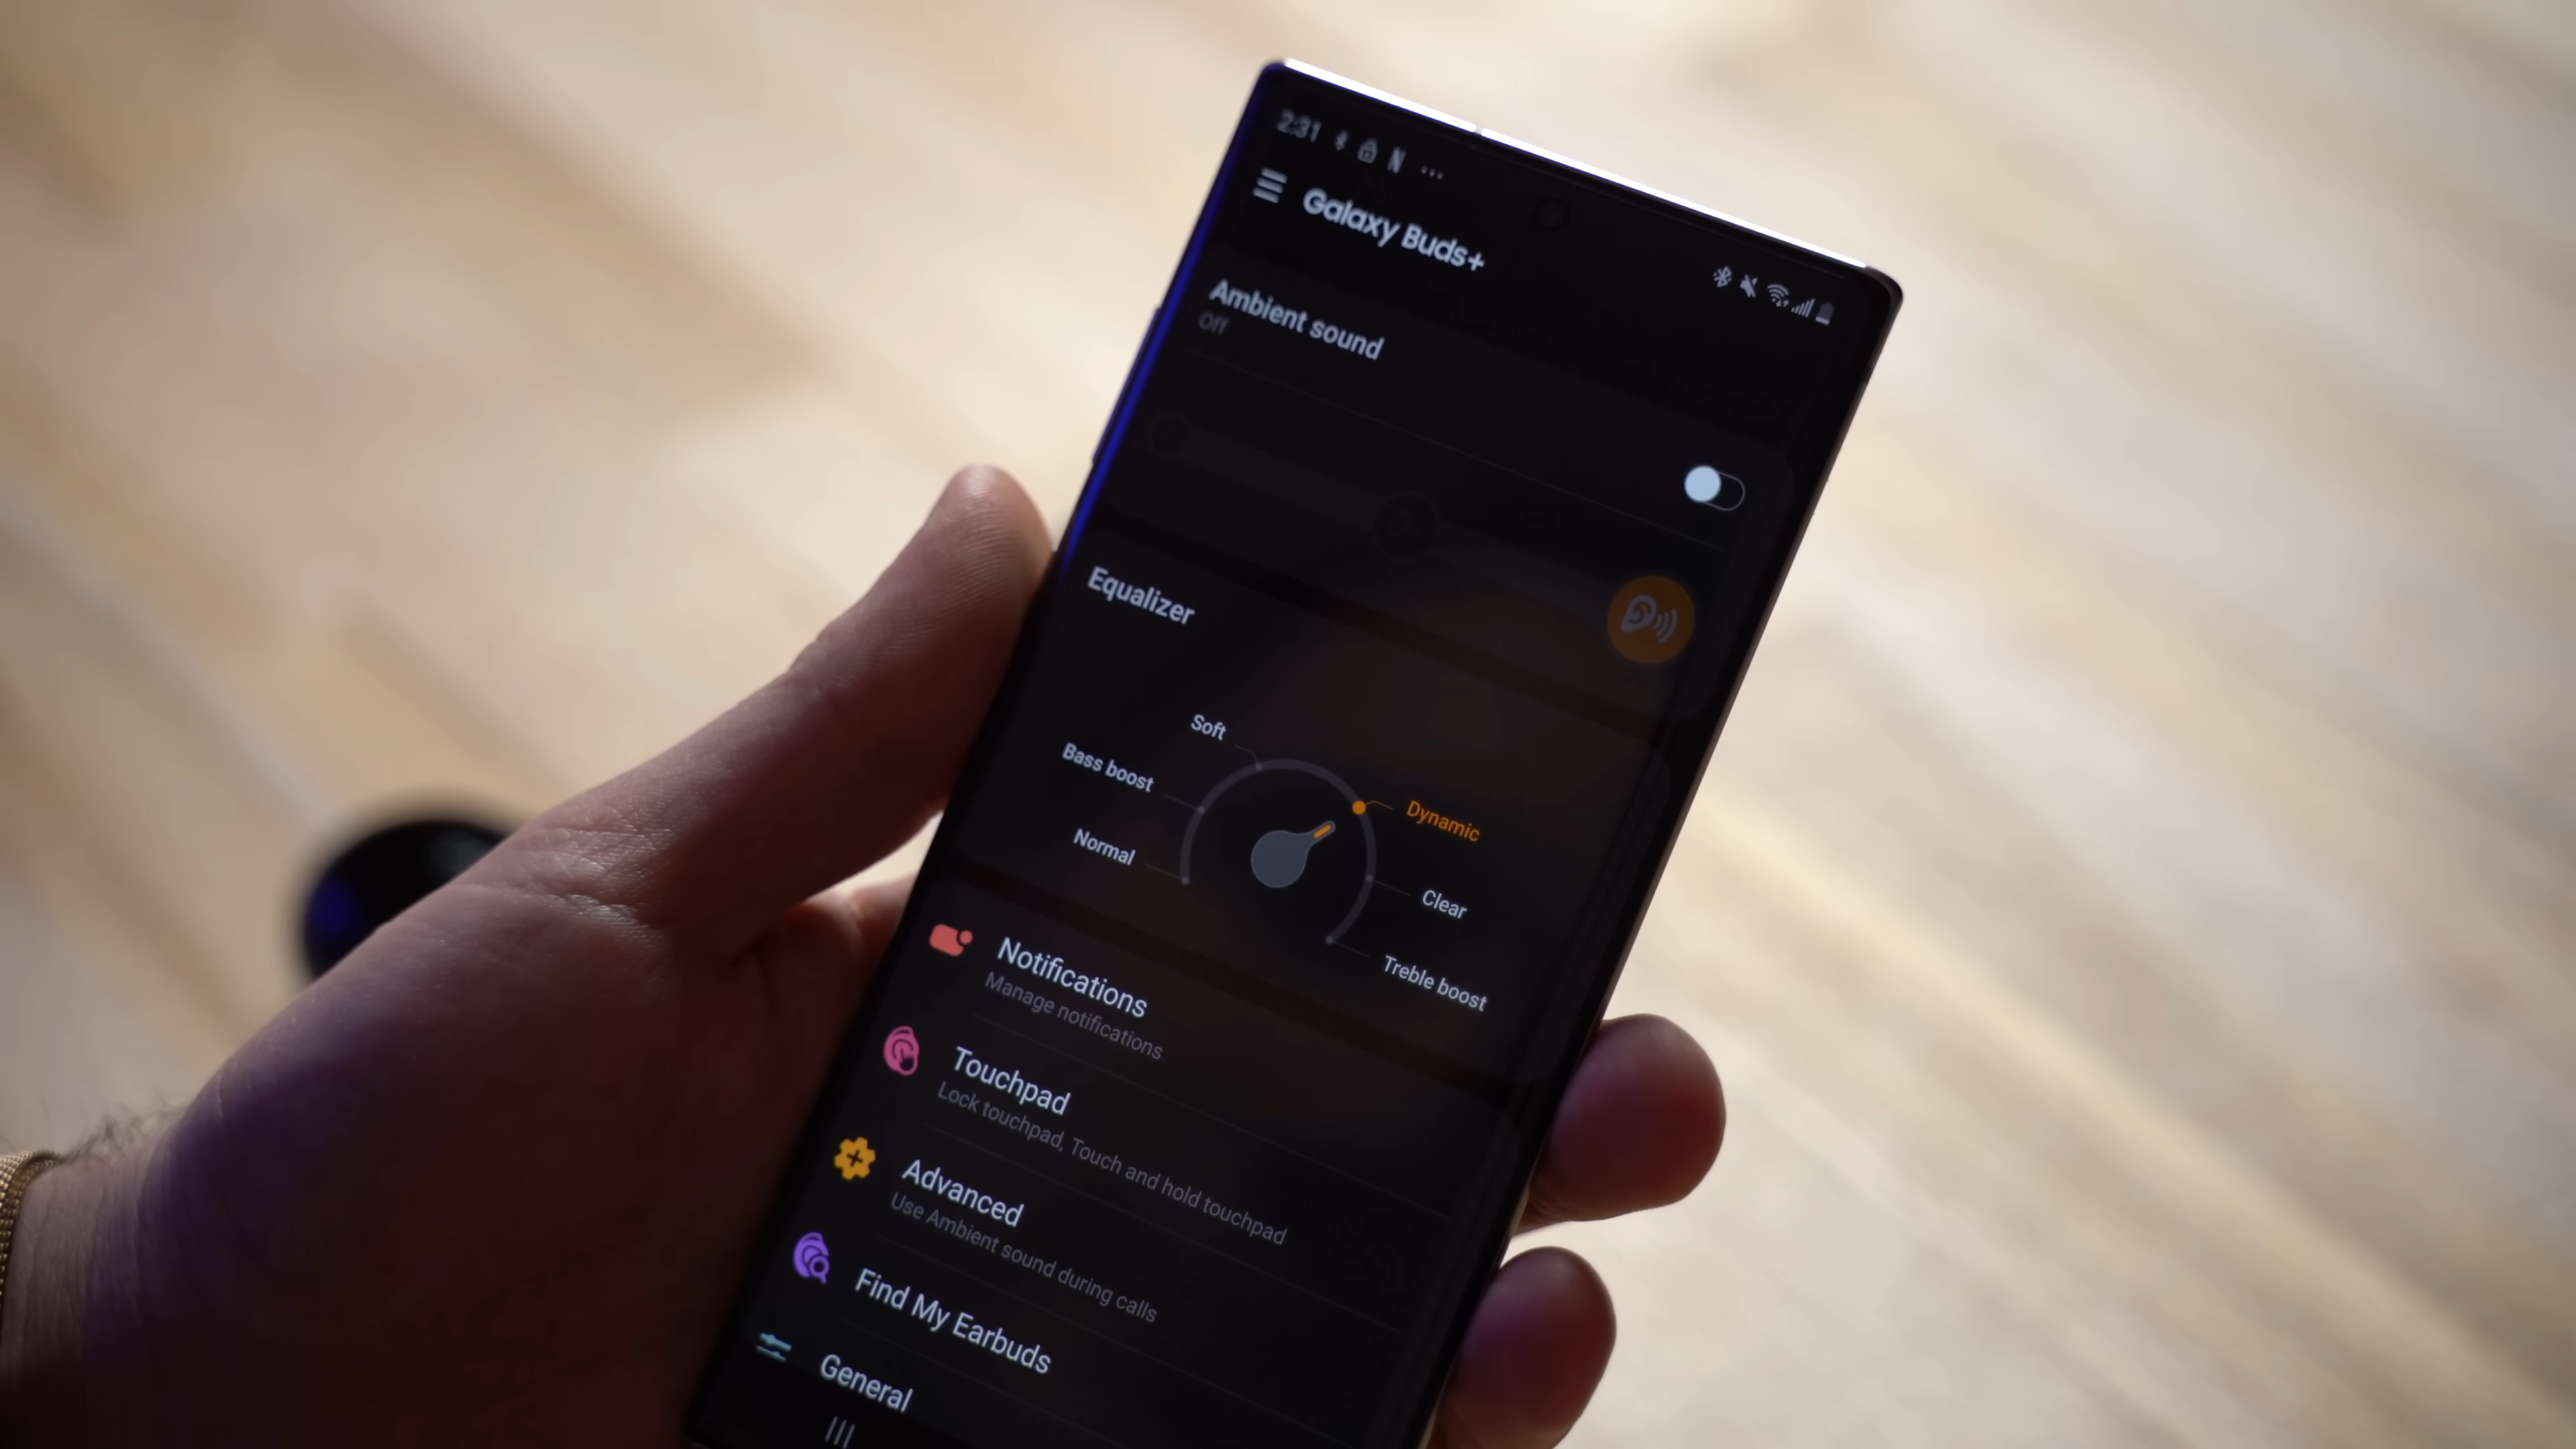 2:31
Galaxy Buds+
Ambient sound
Off
Equalizer
Soft
Bass boost
Dynamic
Normal
Clear
Treble boost
Notifications
Manage notifications
Touchpad
Lock touchpad, Touch and hold touchpad
Advanced
Use Ambient sound during calls
Find My Earbuds
General